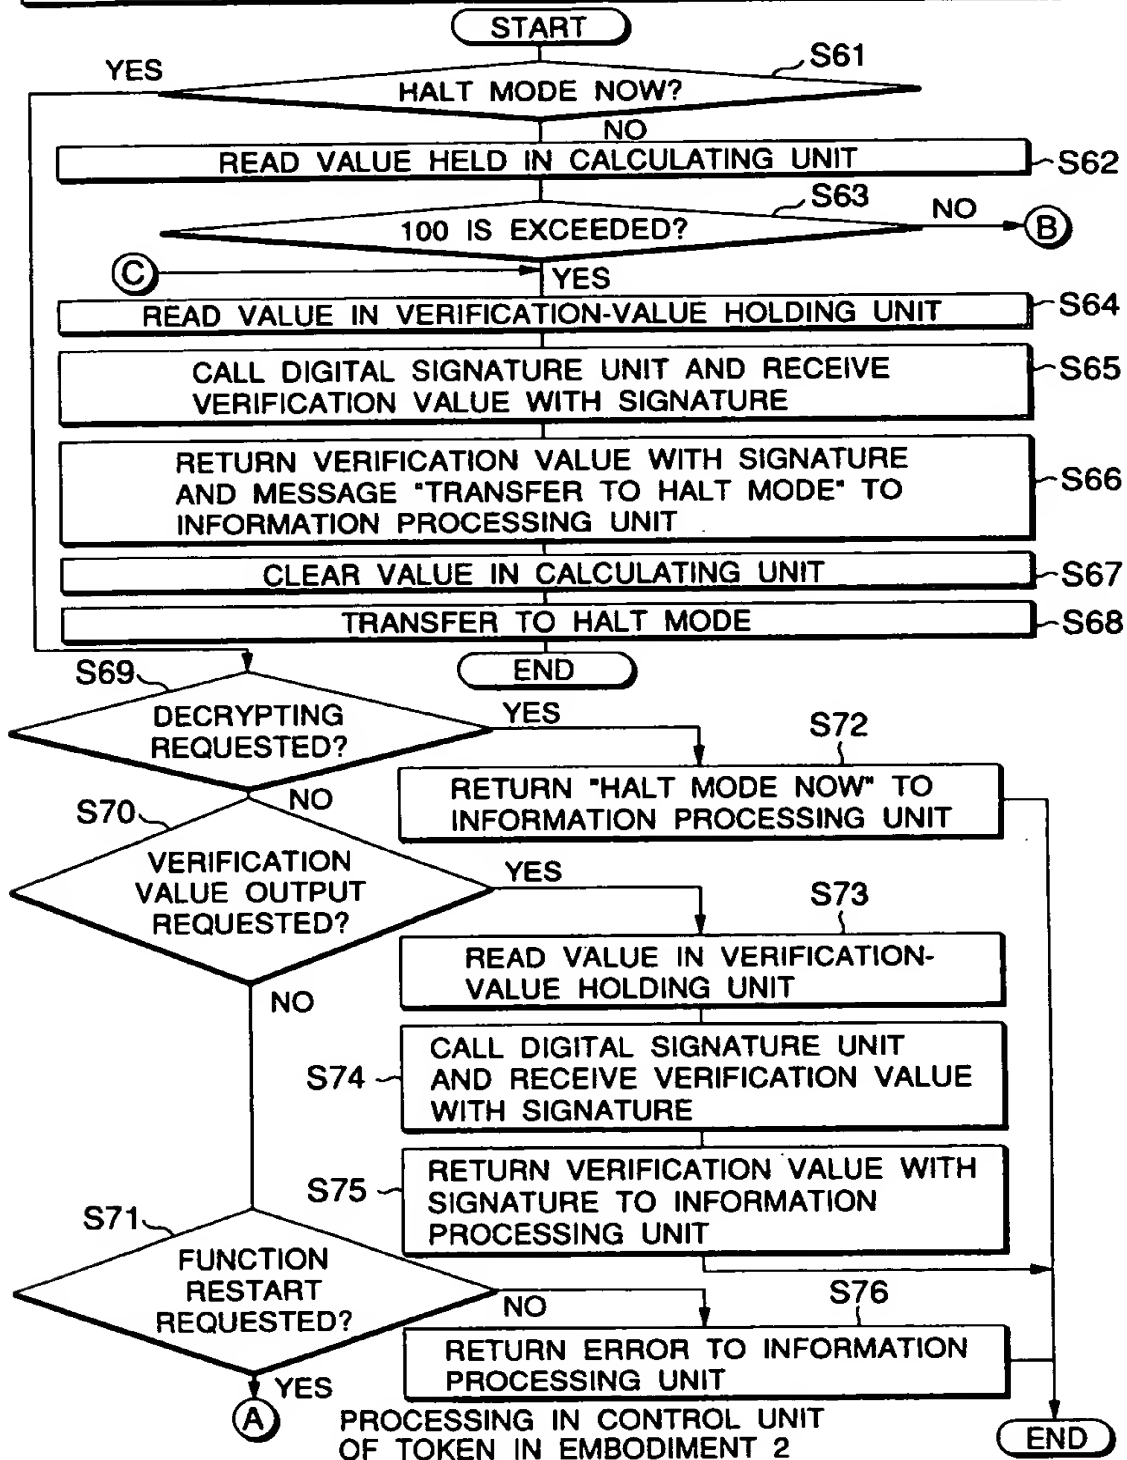 START
YES
S61
HALT MODE NOW?
NO
READ VALUE HELD IN CALCULATING UNIT
S62
S63
100 IS EXCEEDED?
NO
B
C
YES
READ VALUE IN VERIFICATION-VALUE HOLDING UNIT
S64
CALL DIGITAL SIGNATURE UNIT AND RECEIVE
VERIFICATION VALUE WITH SIGNATURE
S65
RETURN VERIFICATION VALUE WITH SIGNATURE
AND MESSAGE "TRANSFER TO HALT MODE" TO
INFORMATION PROCESSING UNIT
S66
CLEAR VALUE IN CALCULATING UNIT
S67
TRANSFER TO HALT MODE
S68
END
S69
DECRYPTING
REQUESTED?
YES
S72
RETURN "HALT MODE NOW" TO
INFORMATION PROCESSING UNIT
NO
S70
VERIFICATION
VALUE OUTPUT
REQUESTED?
YES
S73
READ VALUE IN VERIFICATION-
VALUE HOLDING UNIT
NO
S74
CALL DIGITAL SIGNATURE UNIT
AND RECEIVE VERIFICATION VALUE
WITH SIGNATURE
S75
RETURN VERIFICATION VALUE WITH
SIGNATURE TO INFORMATION
PROCESSING UNIT
S71
FUNCTION
RESTART
REQUESTED?
NO
S76
RETURN ERROR TO INFORMATION
PROCESSING UNIT
YES
A
PROCESSING IN CONTROL UNIT
OF TOKEN IN EMBODIMENT 2
END